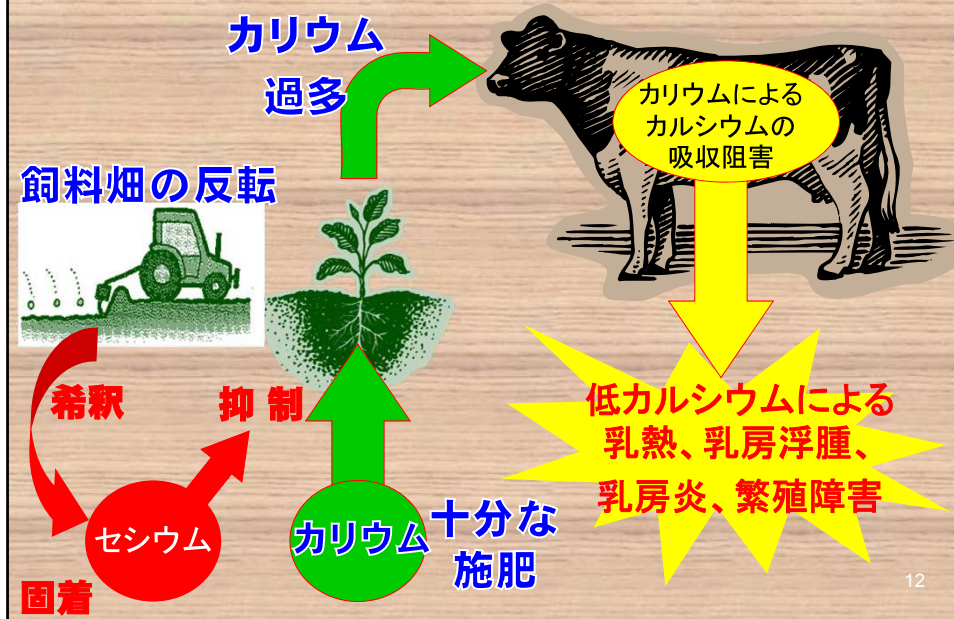 カリウム
過多
カリウムによる
カルシウムの
吸収阻害
飼料畑の反転
希釈
抑制
低カルシウムによる
乳熱、乳房浮腫、
乳房炎、繁殖障害
セシウム
カリウム
十分な
施肥
固着
12